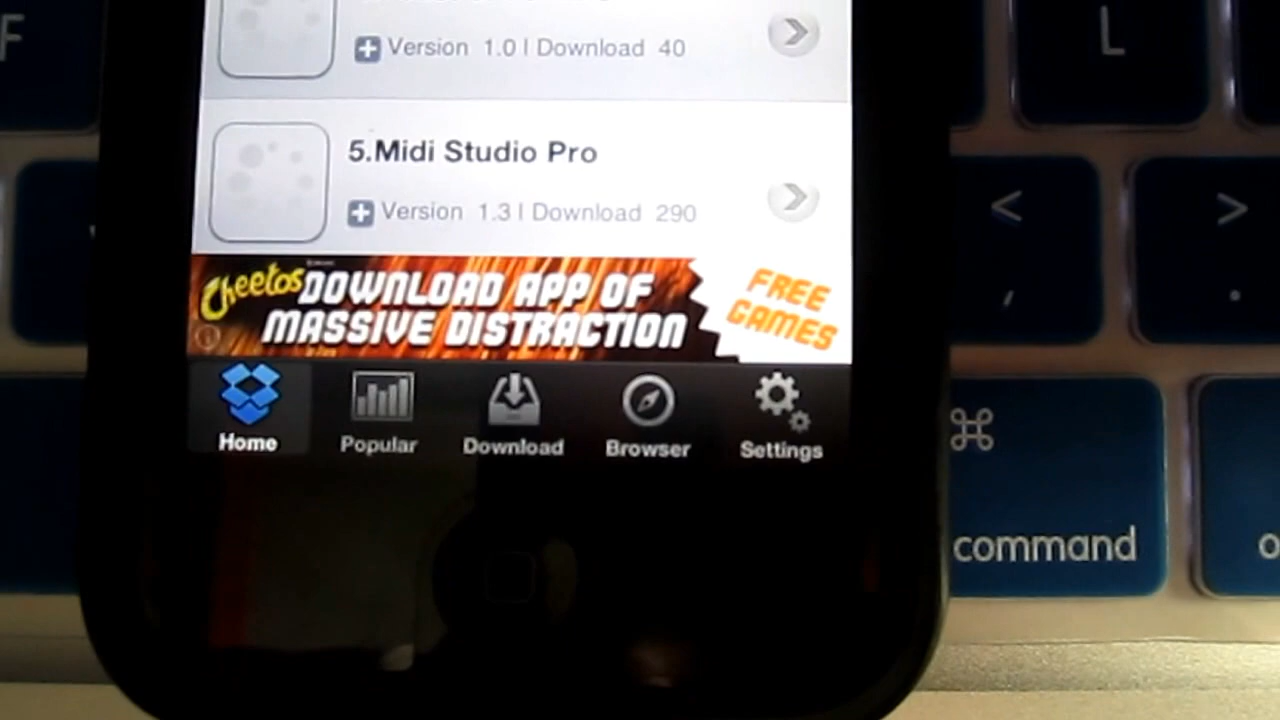 F
L
Version 1.0 | Download 40
5.Midi Studio Pro
Version 1.3 | Download 290
<
>
,
.
Cheetos DOWNLOAD APP OF
MASSIVE DISTRACTION
FREE
GAMES
Home
Popular
Download
Browser
Settings
⌘
command
o